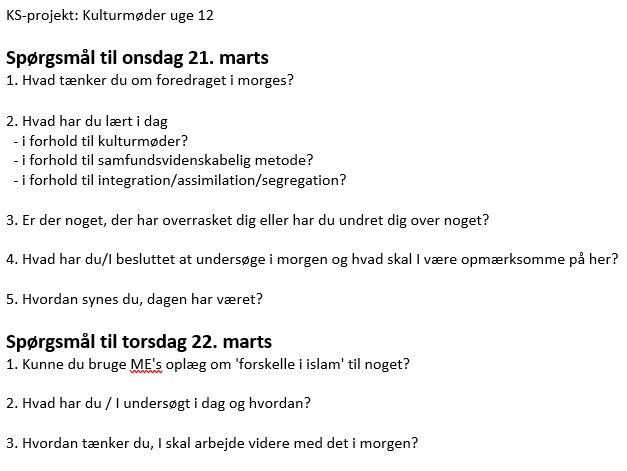 KS-projekt: Kulturmøder uge 12
Spørgsmål til onsdag 21. marts
1. Hvad tænker du om foredraget i morges?
2. Hvad har du lært i dag
- i forhold til kulturmøder?
- i forhold til samfundsvidenskabelig metode?
- i forhold til integration/assimilation/segregation?
3. Er der noget, der har overrasket dig eller har du undret dig over noget?
4. Hvad har du/I besluttet at undersøge i morgen og hvad skal I være opmærksomme på her?
5. Hvordan synes du, dagen har været?
Spørgsmål til torsdag 22. marts
1. Kunne du bruge ME's oplæg om 'forskelle i islam' til noget?
2. Hvad har du / I undersøgt i dag og hvordan?
3. Hvordan tænker du, I skal arbejde videre med det i morgen?